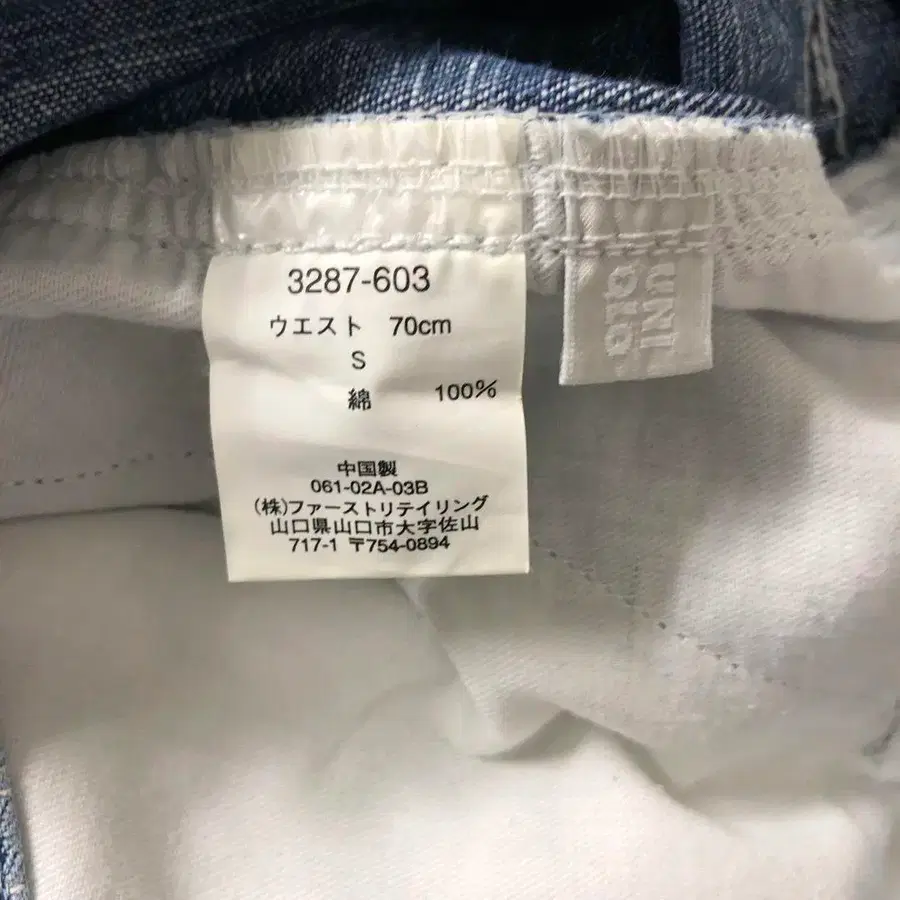 3287-603
ウエスト 70cm
S
綿 100%
中国製
061-02A-03B
(株)ファーストリテイリング
山口県山口市大字佐山
717-1 〒754-0894
UNI
QLO